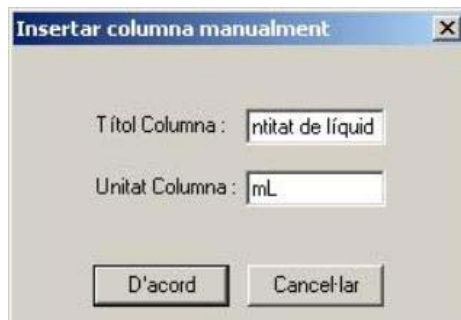 Insertar columna manualment
Títol Columna : ntitat de líquid
Unitat Columna : mL
D'acord Cancel·lar